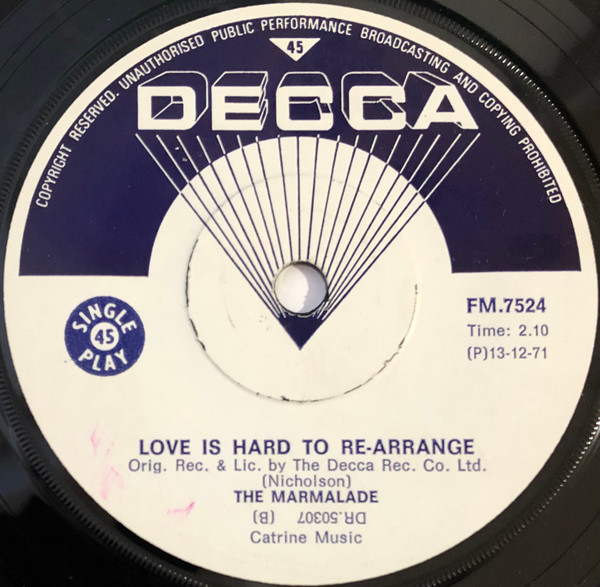 COPYRIGHT RESERVED. UNAUTHORISED PUBLIC PERFORMANCE BROADCASTING AND COPYING PROHIBITED
45
DECCA
SINGLE
45
PLAY
FM.7524
Time: 2.10
(P)13-12-71
LOVE IS HARD TO RE-ARRANGE
Orig. Rec. & Lic. by The Decca Rec. Co. Ltd.
(Nicholson)
THE MARMALADE
DR.50307 (B)
Catrine Music